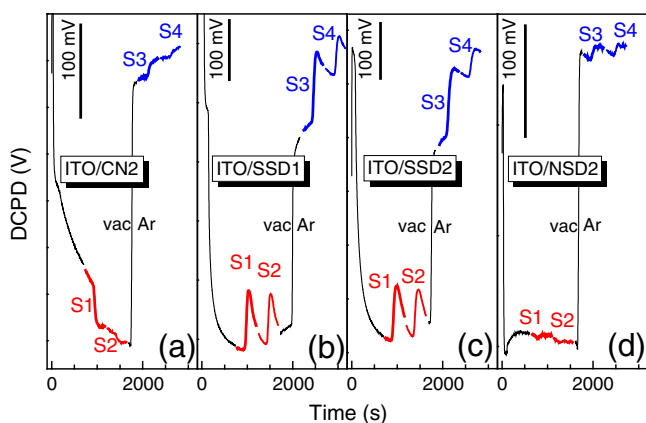 DCPD (V)
100 mV
S3
S4
ITO/CN2
vac Ar
S1
S2
(a)
100 mV
S4
S3
ITO/SSD1
vac Ar
S1
S2
(b)
100 mV
S4
S3
ITO/SSD2
vac Ar
S1
S2
(c)
100 mV
S3
S4
ITO/NSD2
vac Ar
S1
S2
(d)
0 2000 0 2000 0 2000 0 2000
Time (s)